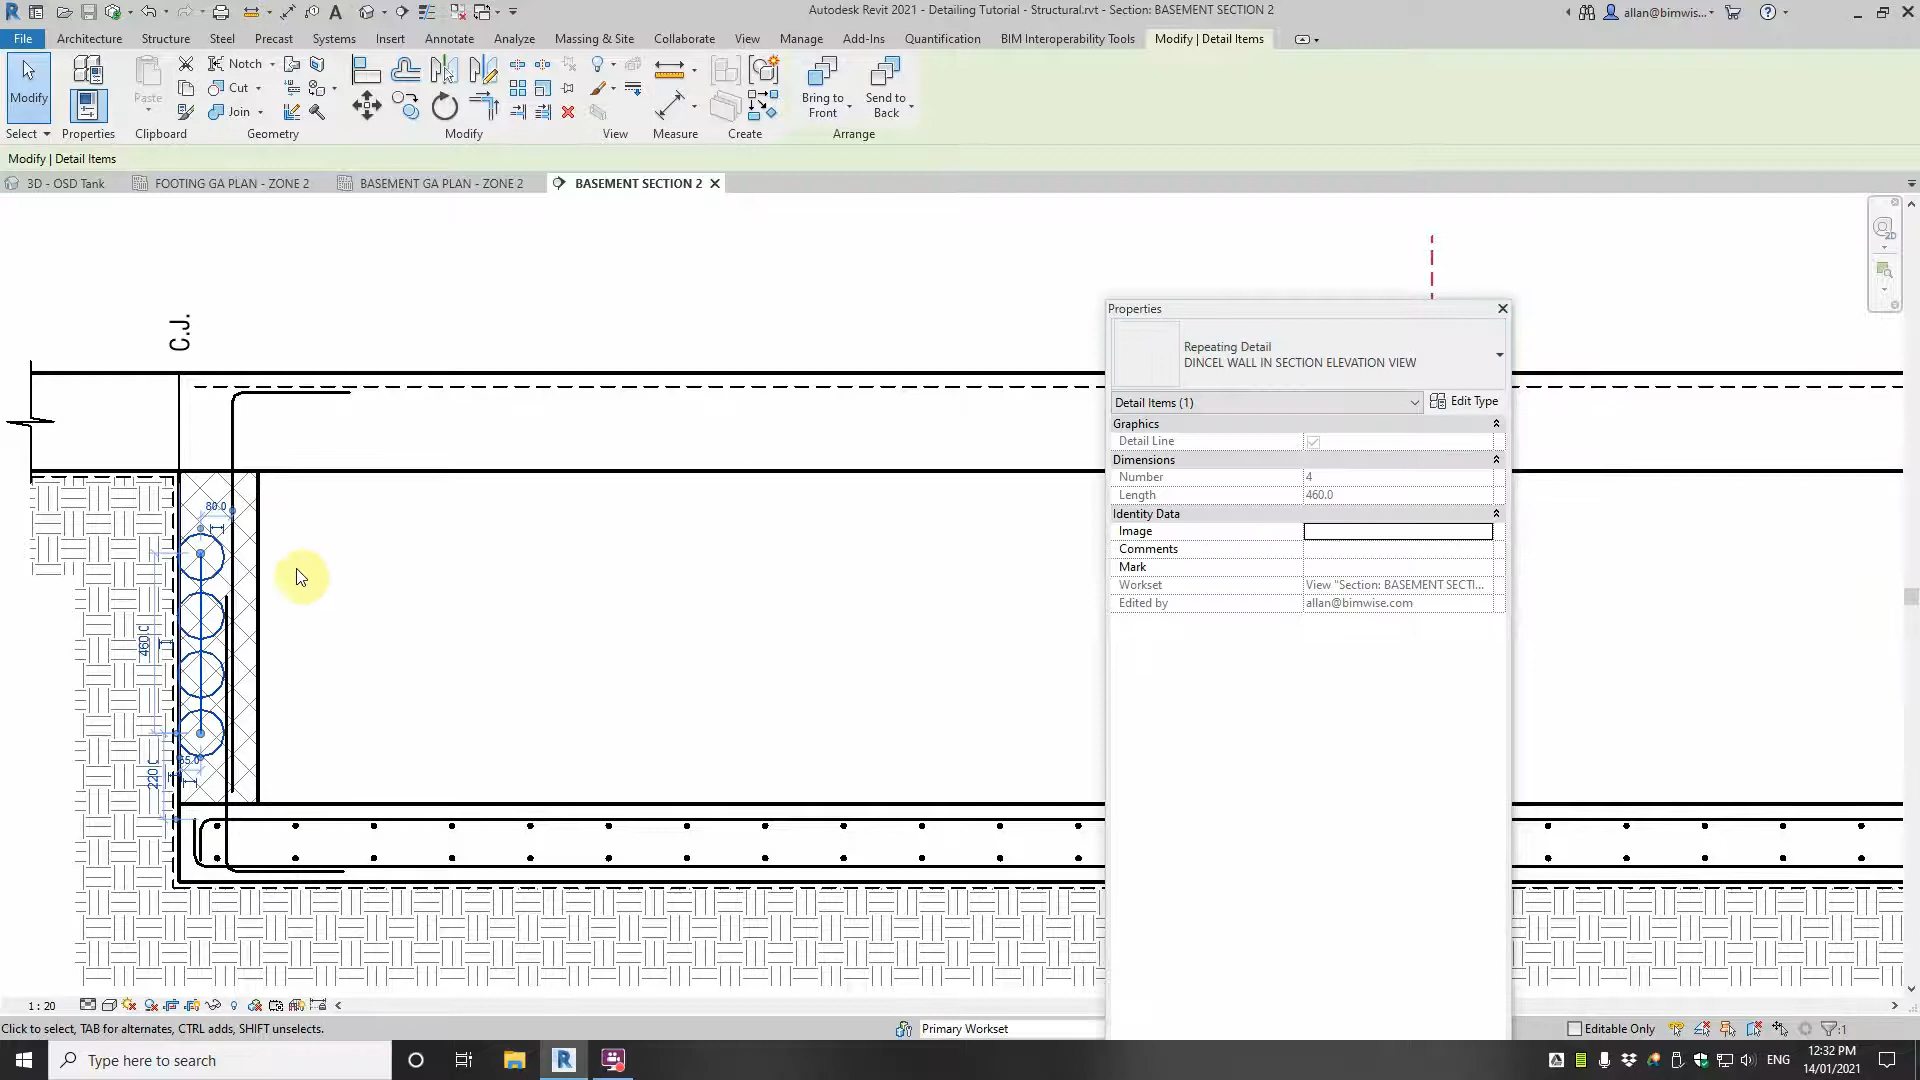 Autodesk Revit 2021 - Detailing Tutorial - Structural.rvt - Section: BASEMENT SECTION 2
allan@bimwis...
File Architecture Structure Steel Precast Systems Insert Annotate Analyze Massing & Site Collaborate View Manage Add-Ins Quantification BIM Interoperability Tools Modify | Detail Items
Modify
Select
Properties
Paste
Clipboard
Notch
Cut
Join
Geometry
Modify
View
Measure
Create
Bring to Front
Send to Back
Arrange
Modify | Detail Items
3D - OSD Tank
FOOTING GA PLAN - ZONE 2
BASEMENT GA PLAN - ZONE 2
BASEMENT SECTION 2
2D
C.J.
80.0
460.0
220.0
Properties
Repeating Detail
DINCEL WALL IN SECTION ELEVATION VIEW
Detail Items (1)
Edit Type
Graphics
Detail Line
Dimensions
Number 4
Length 460.0
Identity Data
Image
Comments
Mark
Workset View "Section: BASEMENT SECTI...
Edited by allan@bimwise.com
1 : 20
Click to select, TAB for alternates, CTRL adds, SHIFT unselects.
Primary Workset
Editable Only
:1
Type here to search
ENG
12:32 PM
14/01/2021